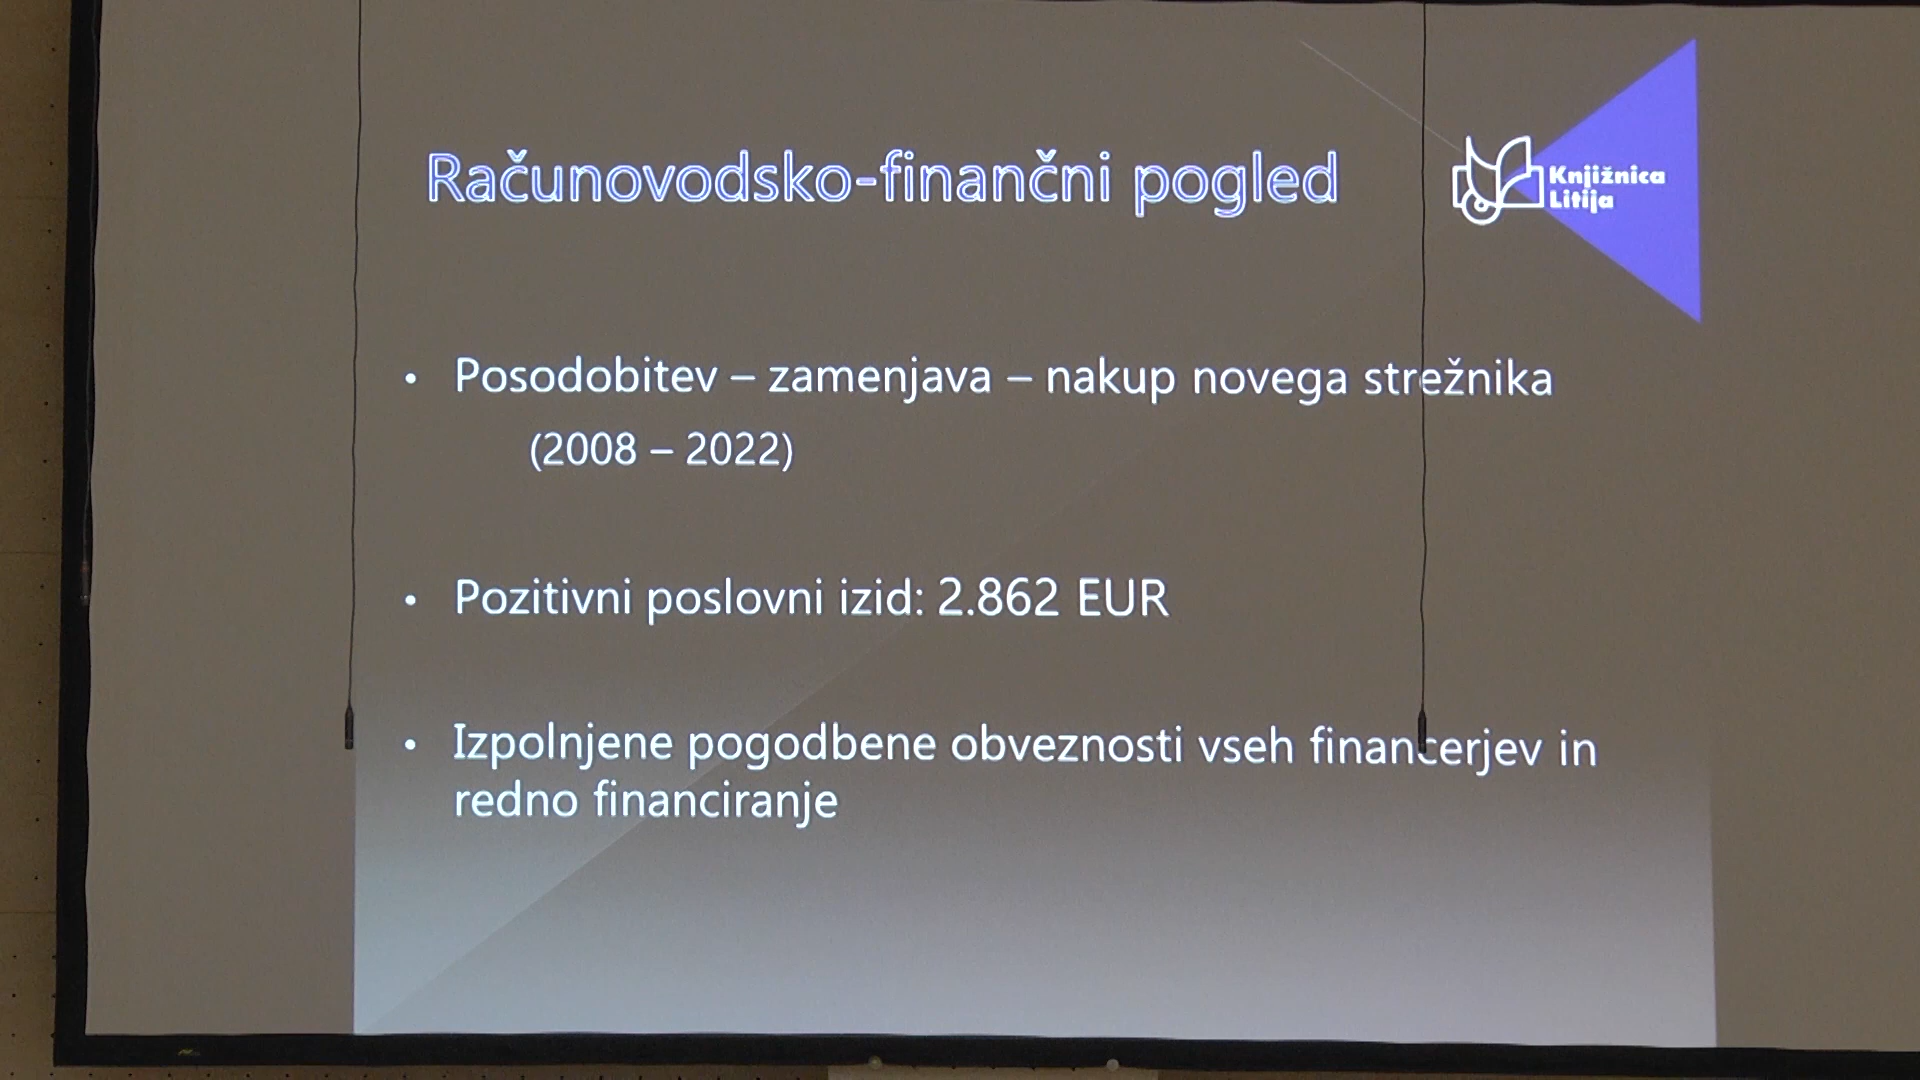 Računovodsko-finančni pogled
Knjižnica
Litija
• Posodobitev – zamenjava – nakup novega strežnika
(2008 – 2022)
• Pozitivni poslovni izid: 2.862 EUR
• Izpolnjene pogodbene obveznosti vseh financerjev in
redno financiranje